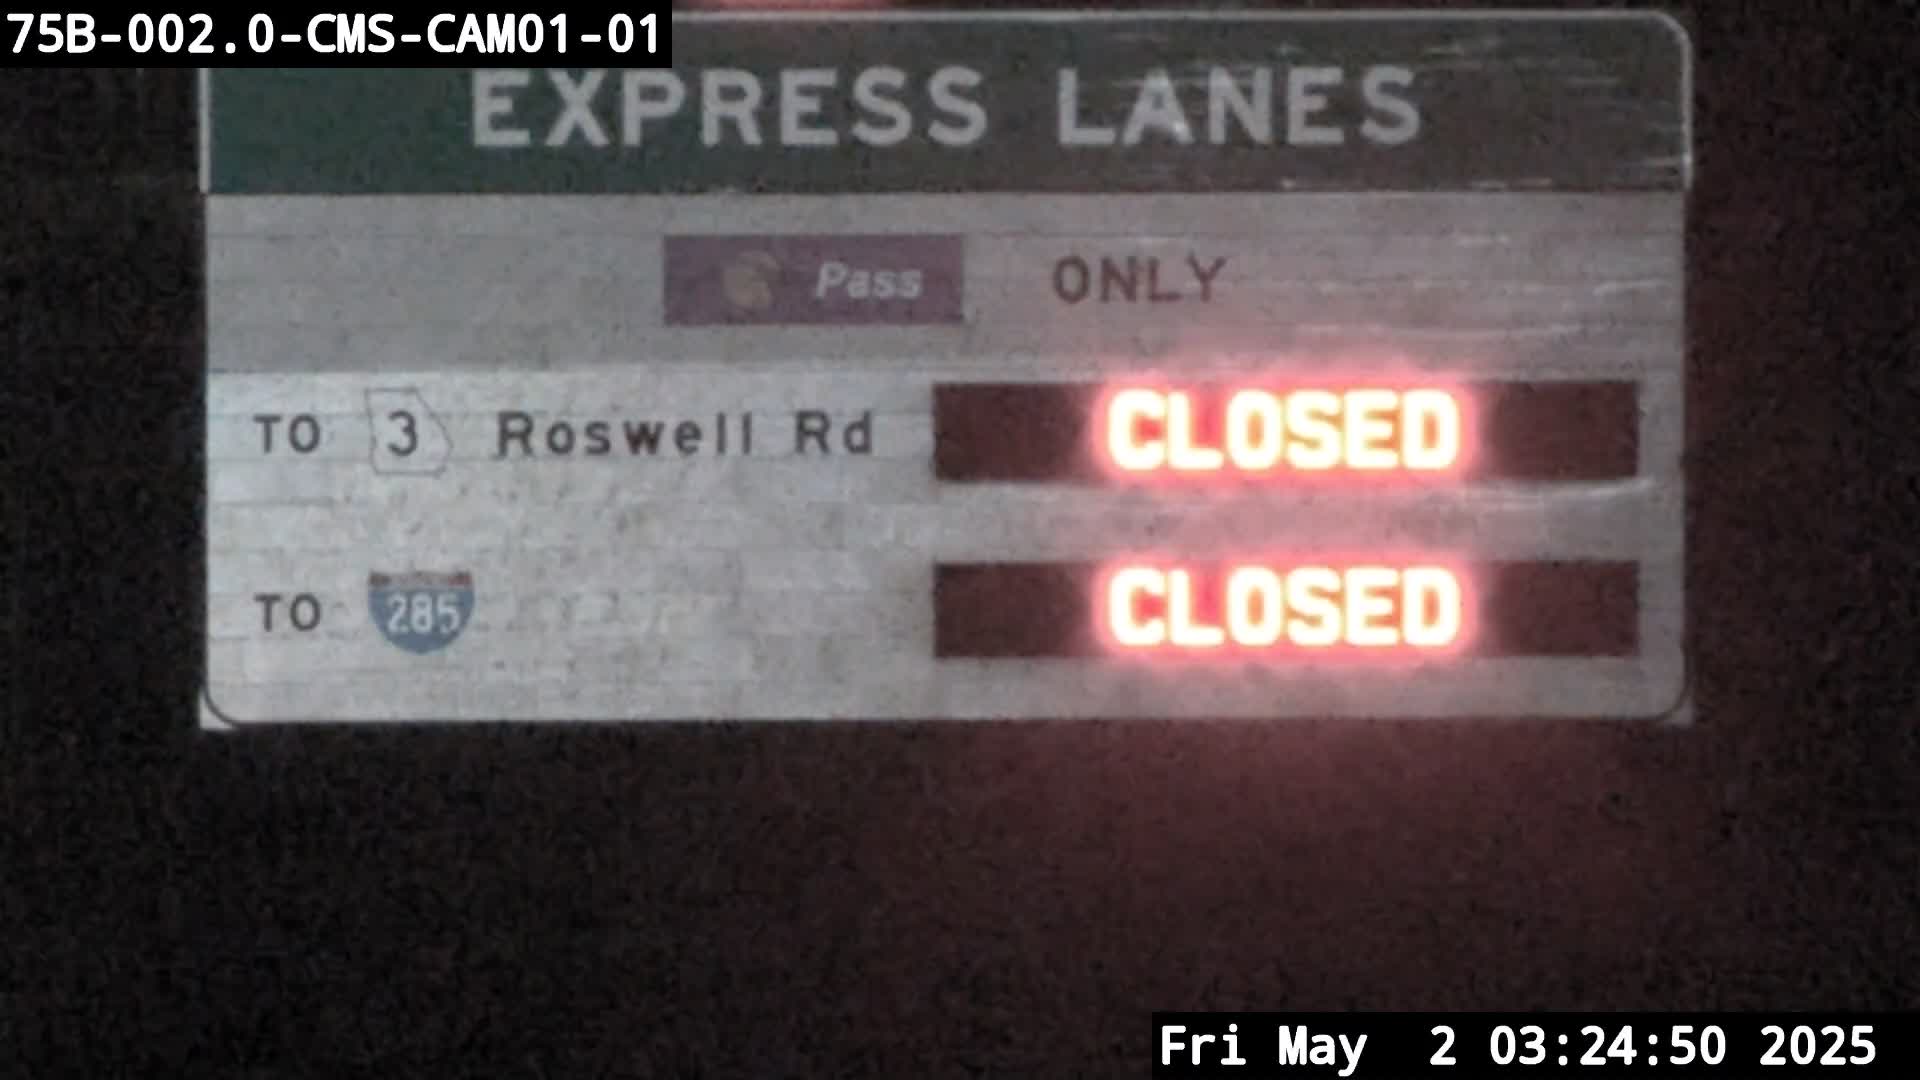 75B-002.0-CMS-CAM01-01
EXPRESS LANES
Pass ONLY
TO 3 Roswell Rd CLOSED
TO 285 CLOSED
Fri May 2 03:24:50 2025